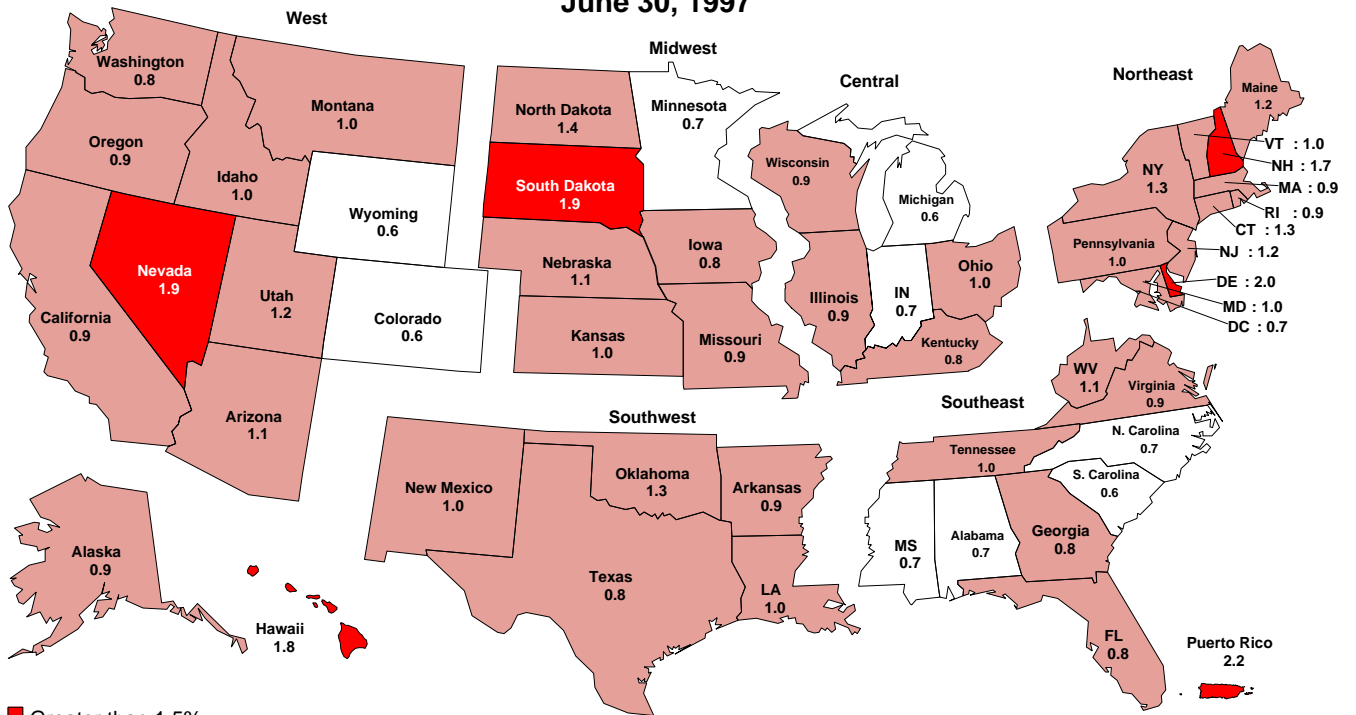 June 30, 1997
West
Washington
0.8
Montana
1.0
Oregon
0.9
Idaho
1.0
Wyoming
0.6
Nevada
1.9
Utah
1.2
Colorado
0.6
California
0.9
Arizona
1.1
Alaska
0.9
Hawaii
1.8
Midwest
North Dakota
1.4
Minnesota
0.7
South Dakota
1.9
Nebraska
1.1
Iowa
0.8
Kansas
1.0
Missouri
0.9
Central
Wisconsin
0.9
Michigan
0.6
Illinois
0.9
IN
0.7
Ohio
1.0
Kentucky
0.8
Northeast
Maine
1.2
VT : 1.0
NH : 1.7
NY
1.3
MA : 0.9
RI : 0.9
CT : 1.3
Pennsylvania
1.0
NJ : 1.2
DE : 2.0
MD : 1.0
DC : 0.7
Southwest
New Mexico
1.0
Oklahoma
1.3
Arkansas
0.9
Texas
0.8
LA
1.0
Southeast
WV
1.1
Virginia
0.9
N. Carolina
0.7
Tennessee
1.0
S. Carolina
0.6
MS
0.7
Alabama
0.7
Georgia
0.8
FL
0.8
Puerto Rico
2.2
Greater than 1.5%